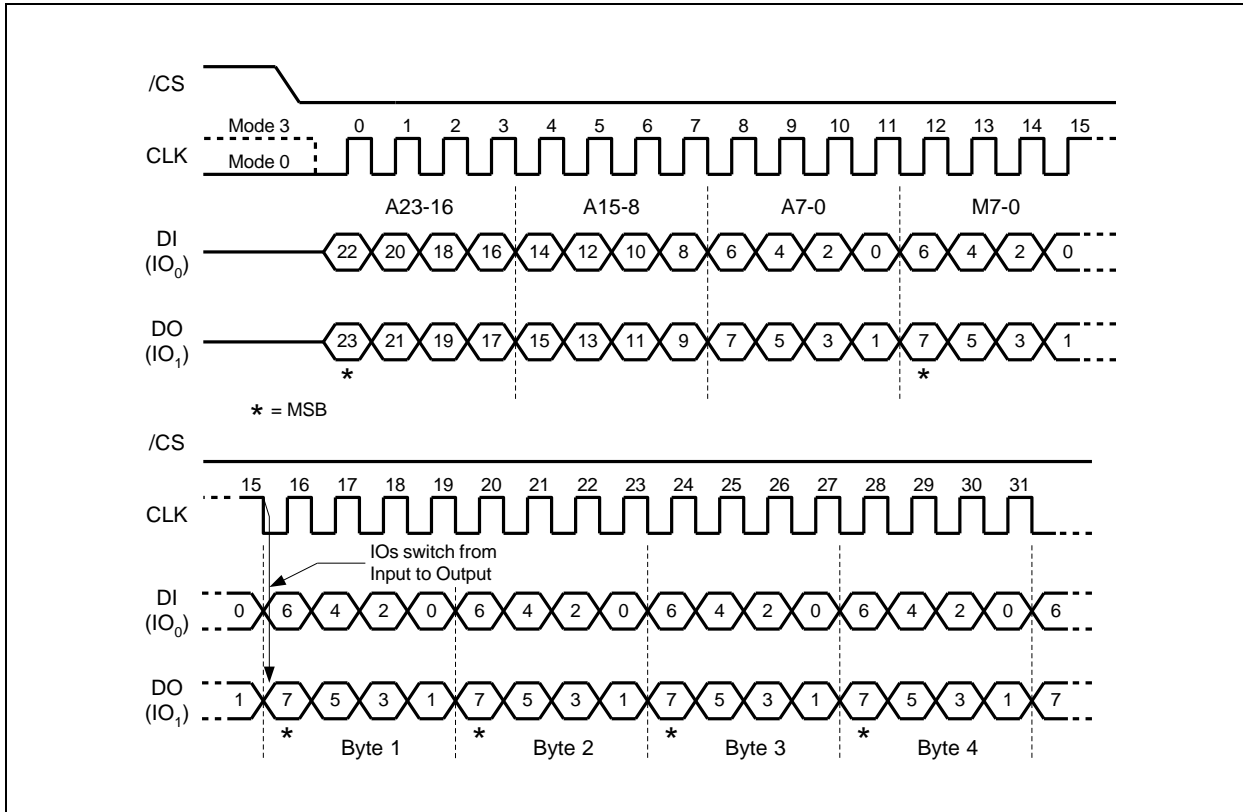 /CS
Mode 3 0 1 2 3 4 5 6 7 8 9 10 11 12 13 14 15
CLK
Mode 0
A23-16 A15-8 A7-0 M7-0
DI
(IO0) 22 20 18 16 14 12 10 8 6 4 2 0 6 4 2 0
DO
(IO1) 23 21 19 17 15 13 11 9 7 5 3 1 7 5 3 1
* *
* = MSB
/CS
15 16 17 18 19 20 21 22 23 24 25 26 27 28 29 30 31
CLK
IOs switch from
Input to Output
DI
(IO0) 0 6 4 2 0 6 4 2 0 6 4 2 0 6 4 2 0 6
DO
(IO1) 1 7 5 3 1 7 5 3 1 7 5 3 1 7 5 3 1 7
* * * *
Byte 1 Byte 2 Byte 3 Byte 4